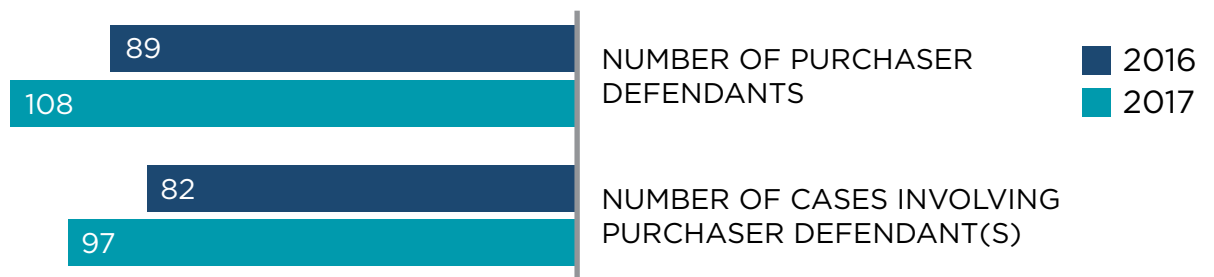 89
108
NUMBER OF PURCHASER
DEFENDANTS
2016
2017
82
97
NUMBER OF CASES INVOLVING
PURCHASER DEFENDANT(S)